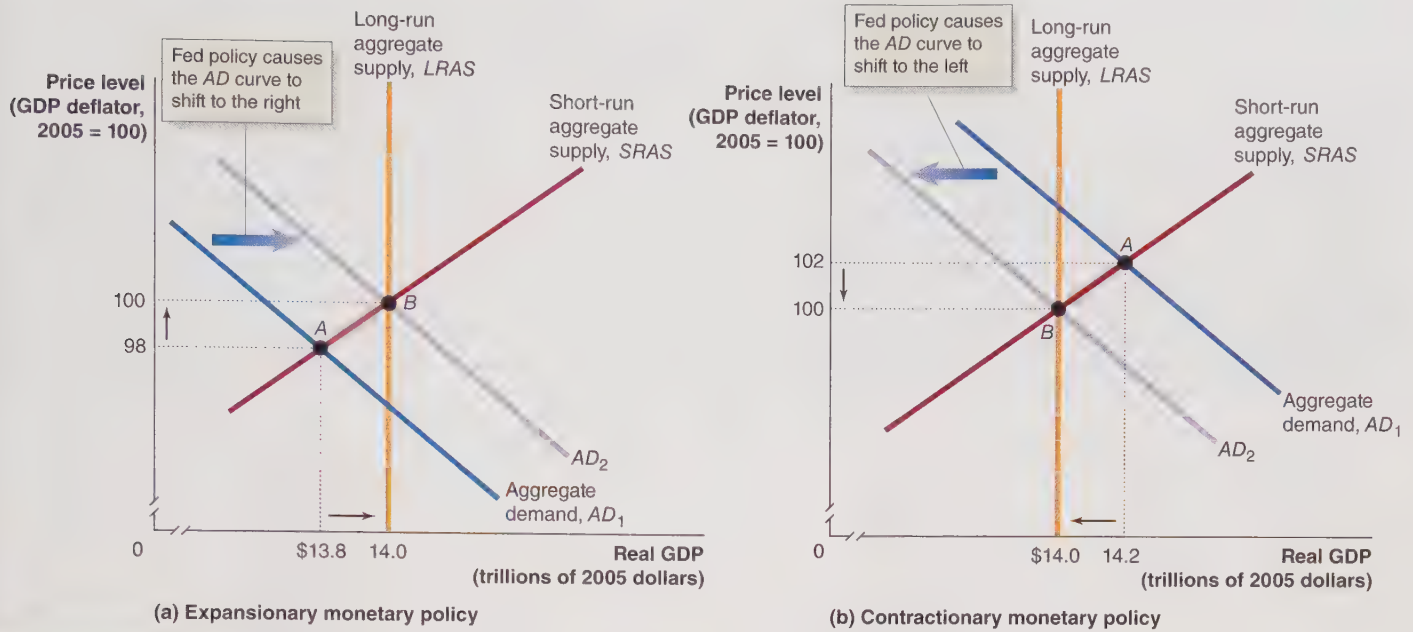 Fed policy causes
the AD curve to
shift to the right
Long-run
aggregate
supply, LRAS
Price level
(GDP deflator,
2005 = 100)
Short-run
aggregate
supply, SRAS
100
98
A
B
AD2
Aggregate
demand, AD1
0
$13.8
14.0
Real GDP
(trillions of 2005 dollars)
(a) Expansionary monetary policy
Fed policy causes
the AD curve to
shift to the left
Long-run
aggregate
supply, LRAS
Price level
(GDP deflator,
2005 = 100)
Short-run
aggregate
supply, SRAS
102
100
A
B
Aggregate
demand, AD1
AD2
0
$14.0
14.2
Real GDP
(trillions of 2005 dollars)
(b) Contractionary monetary policy